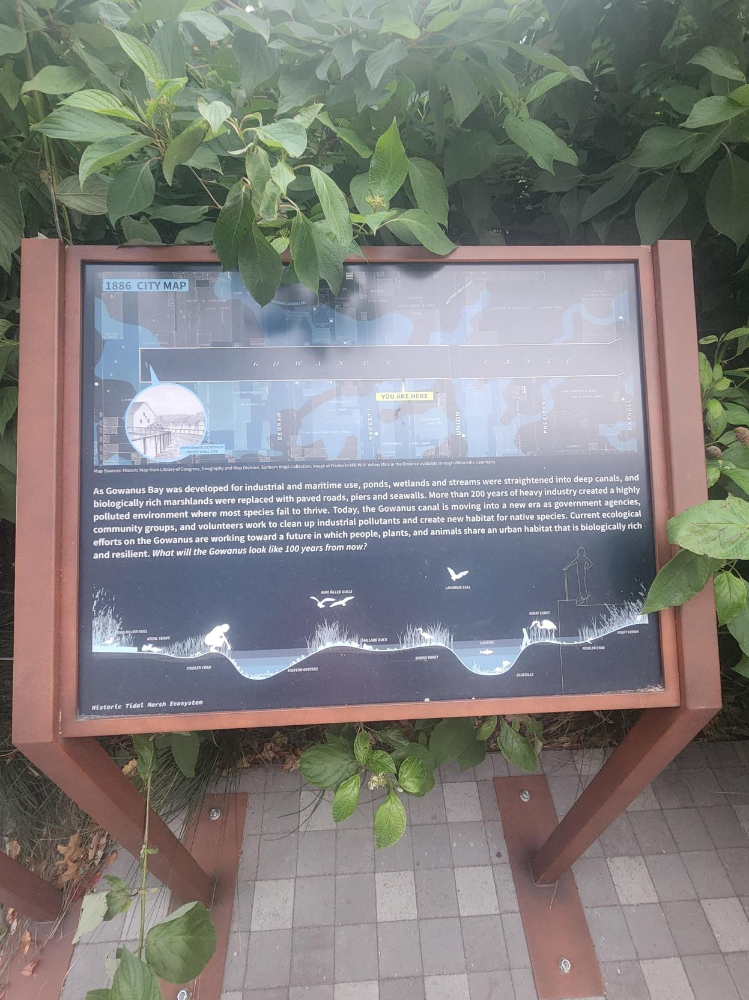 1886 CITY MAP
HISTORIC SHORELINE
HISTORIC WETLANDS
GOWANUS CANAL
YOU ARE HERE
DEGRAW
SACKETT
UNION
PRESIDENT
CARROLL
APPROXIMATE LOCATION OF
FREEKE'S MILL 1776
Map Sources: Historic Map from Library of Congress, Geography and Map Division, Sanborn Maps Collection. Image of Freeke'es Mill With Yellow Mills in the Distance available through Wikimedia Commons
As Gowanus Bay was developed for industrial and maritime use, ponds, wetlands and streams were straightened into deep canals, and
biologically rich marshlands were replaced with paved roads, piers and seawalls. More than 200 years of heavy industry created a highly
polluted environment where most species fail to thrive. Today, the Gowanus canal is moving into a new era as government agencies,
community groups, and volunteers work to clean up industrial pollutants and create new habitat for native species. Current ecological
efforts on the Gowanus are working toward a future in which people, plants, and animals share an urban habitat that is biologically rich
and resilient. What will the Gowanus look like 100 years from now?
LAUGHING GULL
RING BILLED GULLS
GREAT EGRET
RING BILLED GULL
ROYAL TERNS
MALLARD DUCK
HERRING
NIGHT HERON
FIDDLER CRAB
SNOWY EGRET
FIDDLER CRAB
EASTERN OYSTERS
BLUEGILLS
Historic Tidal Marsh Ecosystem